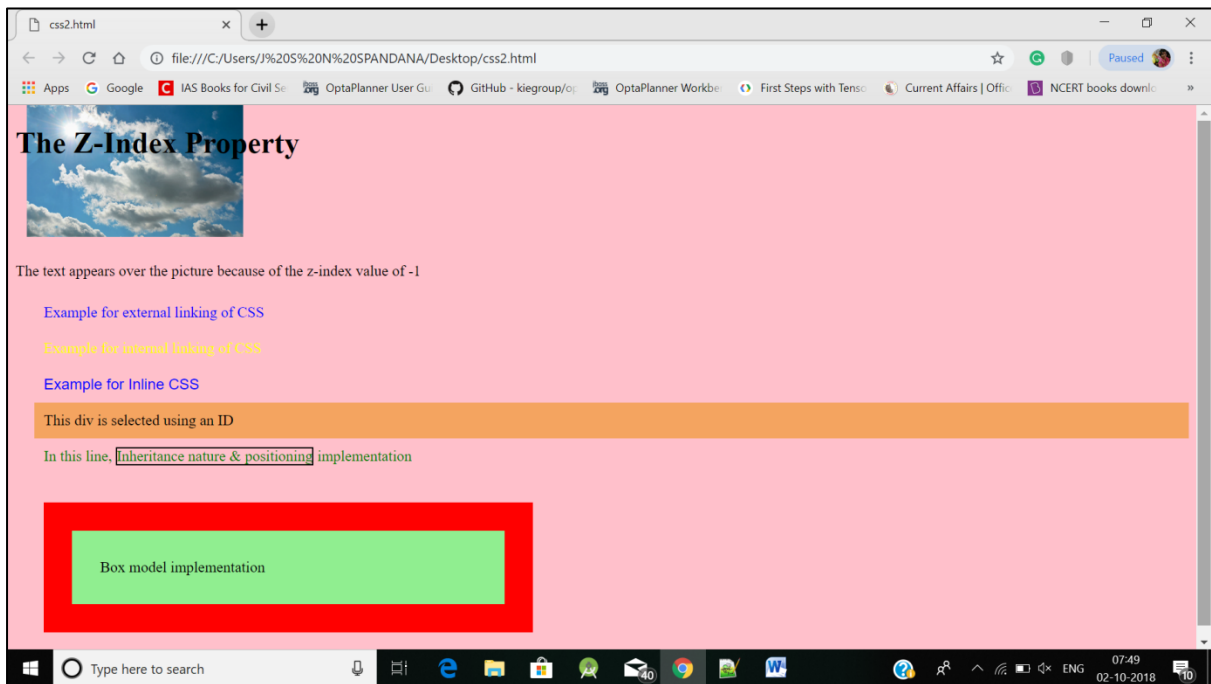 css2.html
file:///C:/Users/J%20S%20N%20SPANDANA/Desktop/css2.html
Paused
Apps Google IAS Books for Civil Se OptaPlanner User Gu GitHub - kiegroup/op OptaPlanner Workbe First Steps with Tenso Current Affairs | Offic NCERT books downlo »
The Z-Index Property
The text appears over the picture because of the z-index value of -1
Example for external linking of CSS
Example for internal linking of CSS
Example for Inline CSS
This div is selected using an ID
In this line, Inheritance nature & positioning implementation
Box model implementation
Type here to search 40 ENG 07:49
02-10-2018 10